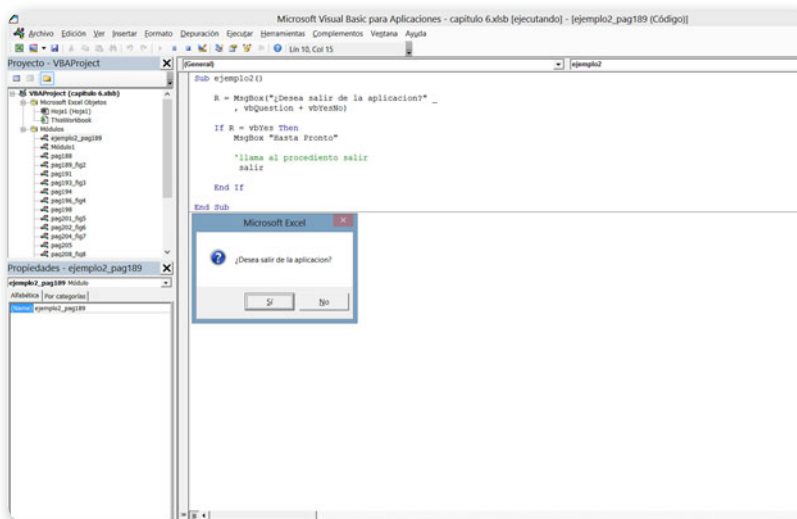 Microsoft Visual Basic para Aplicaciones - capitulo 6.xlsb [ejecutando] - [ejemplo2_pag189 (Código)]
Archivo Edición Ver Insertar Formato Depuración Ejecutar Herramientas Complementos Ventana Ayuda
Lín 10, Col 15
Proyecto - VBAProject
VBAProject (capitulo 6.xlsb)
Microsoft Excel Objetos
Hoja1 (Hoja1)
ThisWorkbook
Módulos
ejemplo2_pag189
Módulo1
pag188
pag189_fig2
pag191
pag193_fig3
pag194
pag196_fig4
pag198
pag201_fig5
pag202_fig6
pag204_fig7
pag205
pag208_fig8
Propiedades - ejemplo2_pag189
ejemplo2_pag189 Módulo
Alfabética Por categorías
(Name) ejemplo2_pag189
(General) ejemplo2
Sub ejemplo2()
R = MsgBox("¿Desea salir de la aplicacion?" _
, vbQuestion + vbYesNo)
If R = vbYes Then
MsgBox "Hasta Pronto"
'llama al procediento salir
salir
End If
End Sub
Microsoft Excel
¿Desea salir de la aplicacion?
Sí No